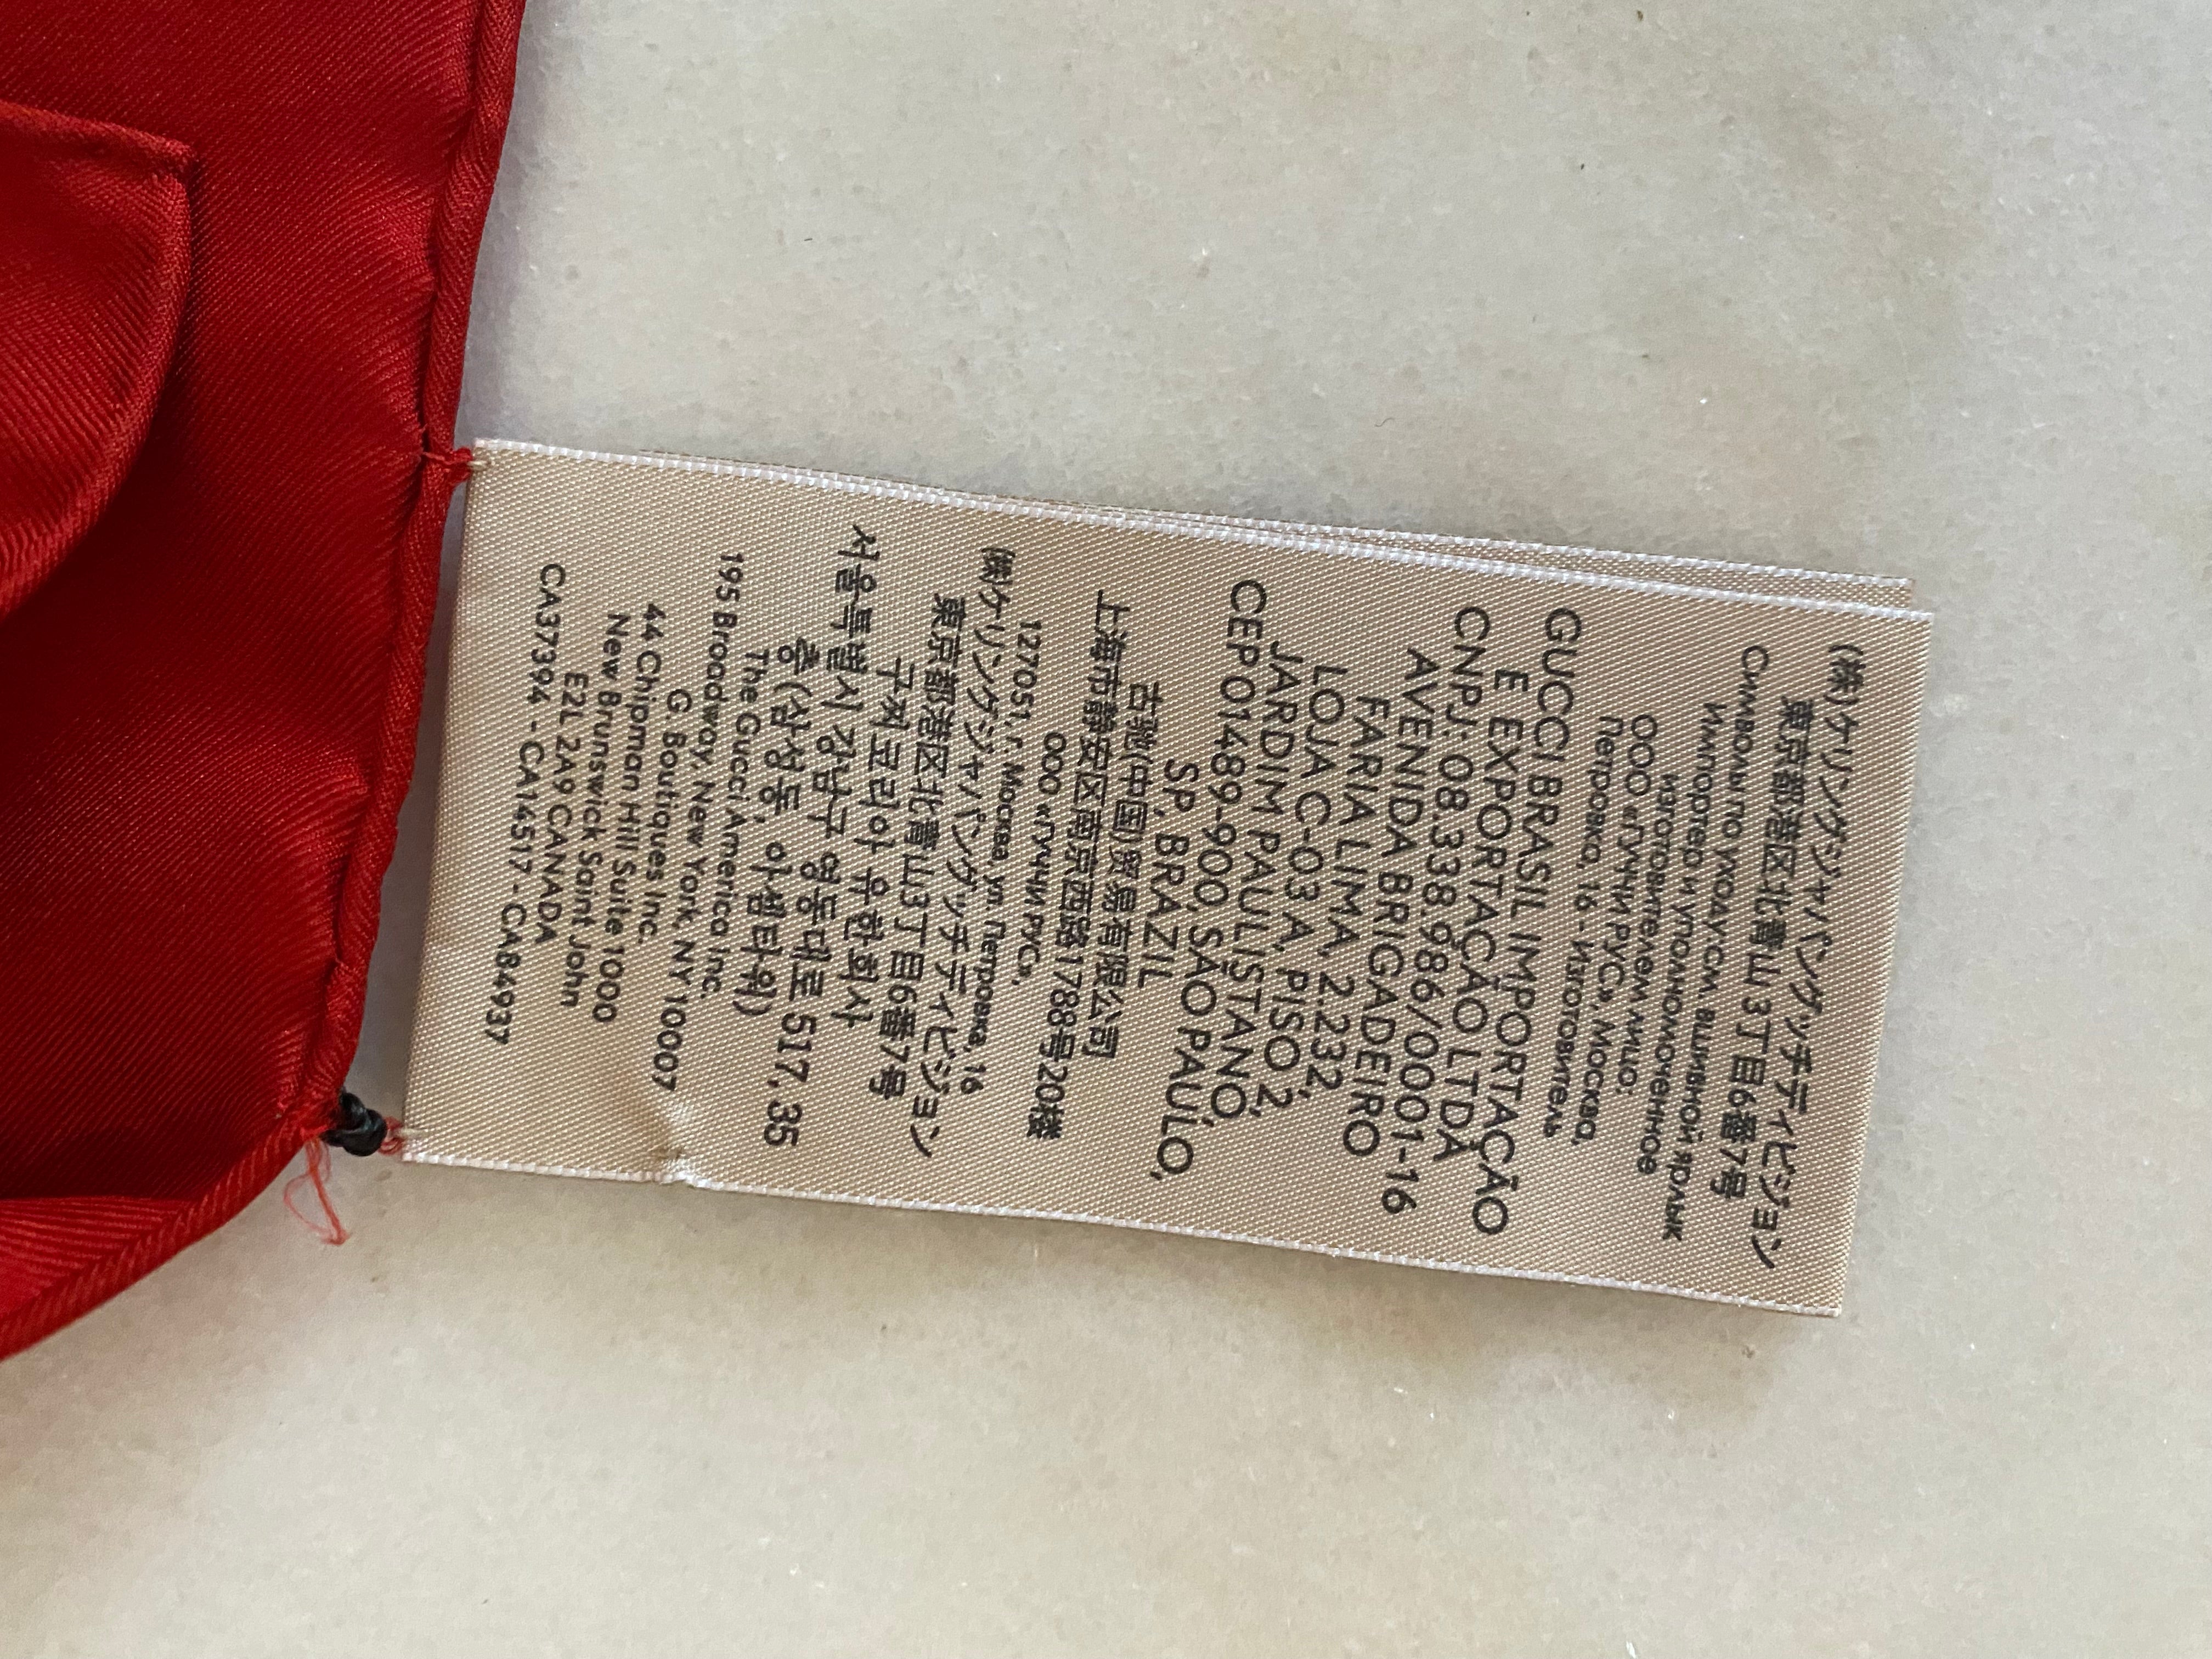 (株)ケリングジャパングッチディビジョン
東京都港区北青山 3丁目6番7号
Символы по уходу см. вшивной ярлык
Импортер и уполномоченное
изготовителем лицо:
ООО «ГУЧЧИ РУС», Москва,
Петровка, 16 - Изготовитель
GUCCI BRASIL IMPORTAÇÃO
E EXPORTAÇÃO LTDA
CNPJ: 08.338.986/0001-16
AVENIDA BRIGADEIRO
FARIA LIMA, 2.232,
LOJA C-03 A, PISO 2,
JARDIM PAULISTANO,
CEP 01489-900, SÃO PAULO,
SP, BRAZIL
古驰(中国)贸易有限公司
上海市静安区南京西路1788号20楼
ООО «ГУЧЧИ РУС»,
127051, г. Москва, ул. Петровка, 16
(株)ケリングジャパングッチディビジョン
東京都港区北青山3丁目6番7号
구찌코리아 유한회사
서울특별시 강남구 영동대로 517, 35
층 (삼성동, 아셈타워)
The Gucci America Inc.
195 Broadway, New York, NY 10007
G. Boutiques Inc.
44 Chipman Hill Suite 1000
New Brunswick Saint John
E2L 2A9 CANADA
CA37394 - CA14517 - CA84937